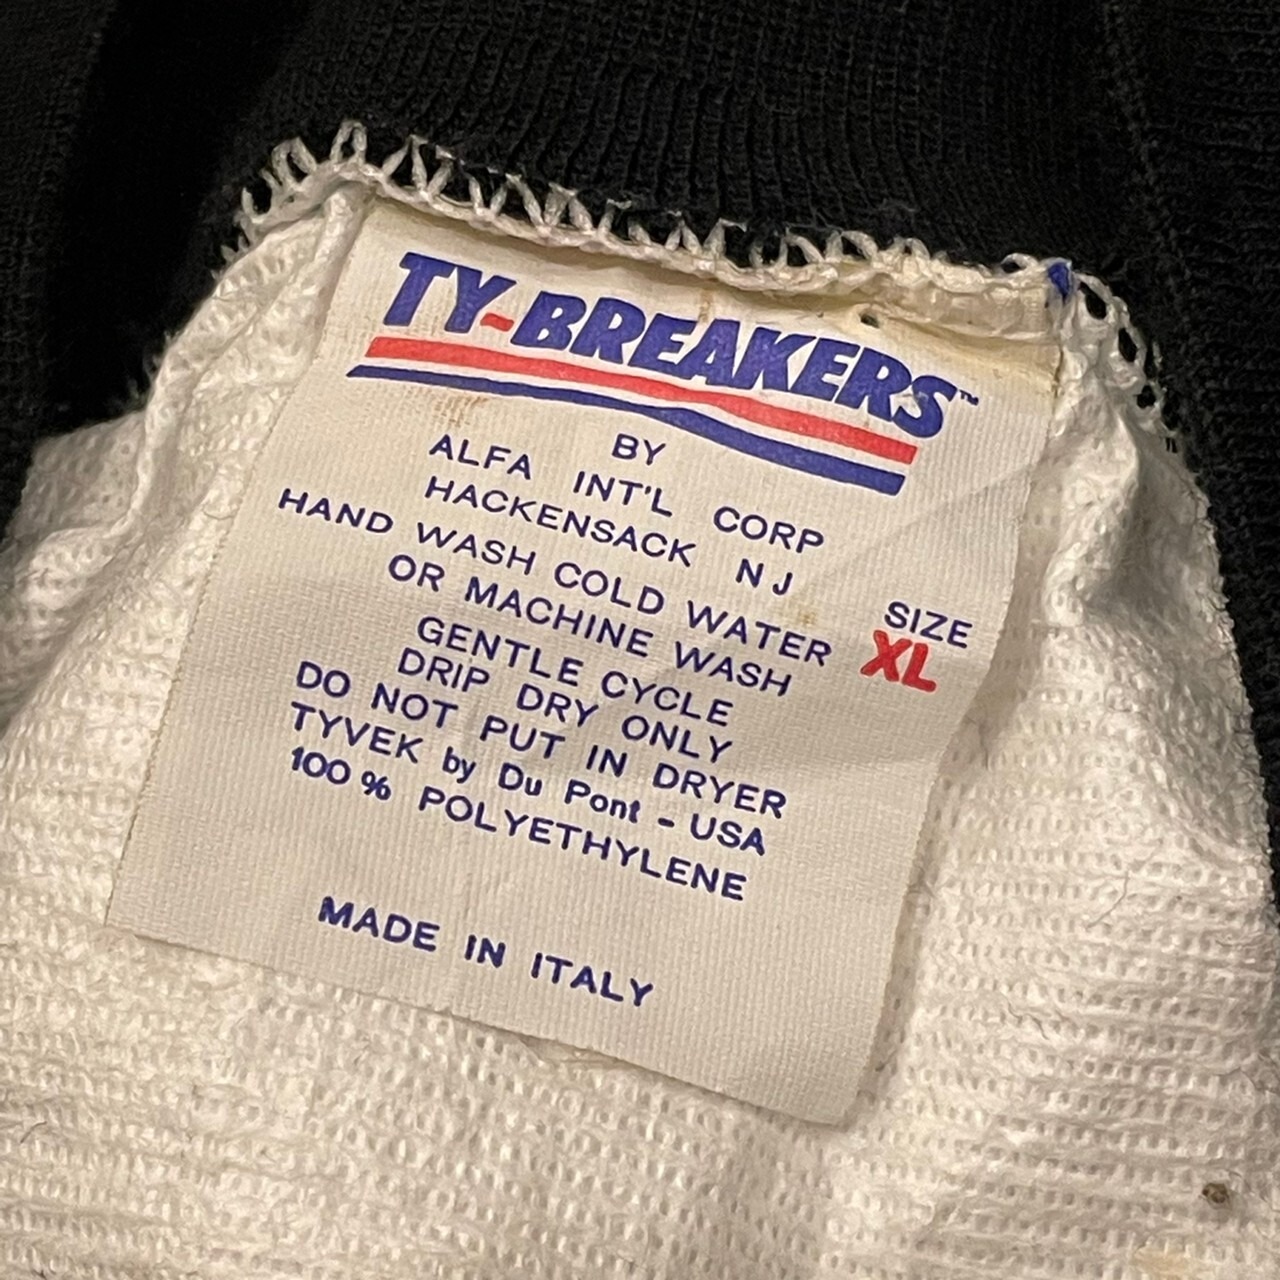 TY-BREAKERS™
BY
ALFA INT'L CORP
HACKENSACK NJ
HAND WASH COLD WATER
OR MACHINE WASH
GENTLE CYCLE
DRIP DRY ONLY
DO NOT PUT IN DRYER
TYVEK by Du Pont - USA
100% POLYETHYLENE
MADE IN ITALY
SIZE
XL